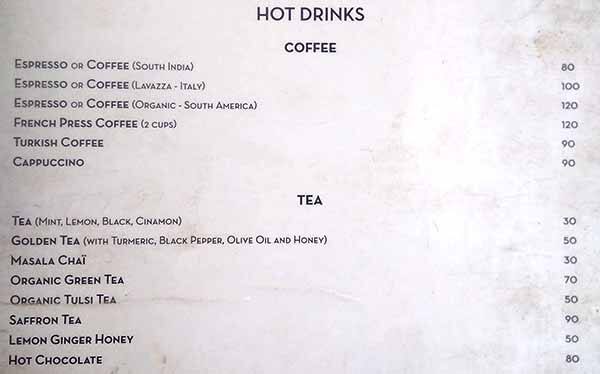 HOT DRINKS
COFFEE
ESPRESSO OR COFFEE (SOUTH INDIA) 80
ESPRESSO OR COFFEE (LAVAZZA - ITALY) 100
ESPRESSO OR COFFEE (ORGANIC - SOUTH AMERICA) 120
FRENCH PRESS COFFEE (2 CUPS) 120
TURKISH COFFEE 90
CAPPUCCINO 90
TEA
TEA (MINT, LEMON, BLACK, CINAMON) 30
GOLDEN TEA (WITH TURMERIC, BLACK PEPPER, OLIVE OIL AND HONEY) 50
MASALA CHAÏ 30
ORGANIC GREEN TEA 70
ORGANIC TULSI TEA 50
SAFFRON TEA 90
LEMON GINGER HONEY 50
HOT CHOCOLATE 80